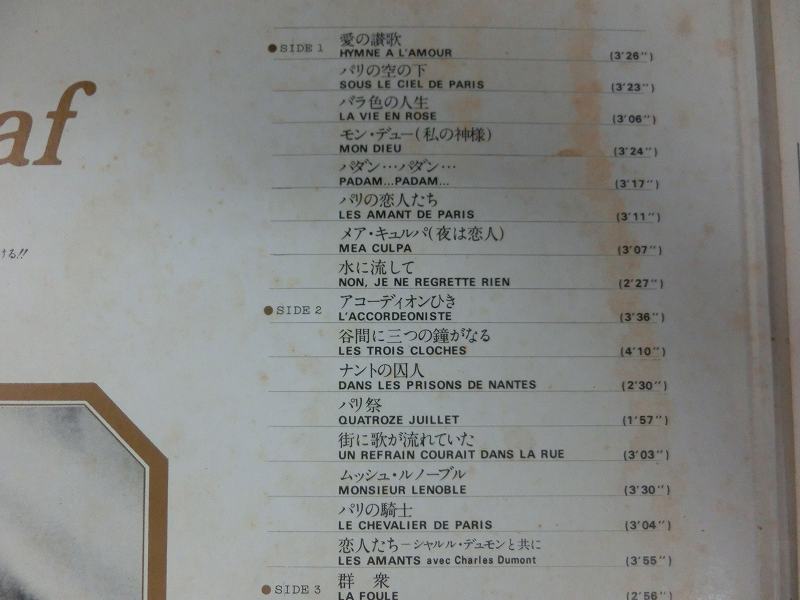 af
ける!!
●SIDE 1
愛の讃歌
HYMNE A L'AMOUR (3'26")
パリの空の下
SOUS LE CIEL DE PARIS (3'23")
バラ色の人生
LA VIE EN ROSE (3'06")
モン・デュー(私の神様)
MON DIEU (3'24")
パダン…パダン…
PADAM...PADAM... (3'17")
パリの恋人たち
LES AMANT DE PARIS (3'11")
メア・キュルパ(夜は恋人)
MEA CULPA (3'07")
水に流して
NON, JE NE REGRETTE RIEN (2'27")
●SIDE 2
アコーディオンひき
L'ACCORDEONISTE (3'36")
谷間に三つの鐘がなる
LES TROIS CLOCHES (4'10")
ナントの囚人
DANS LES PRISONS DE NANTES (2'30")
パリ祭
QUATROZE JUILLET (1'57")
街に歌が流れていた
UN REFRAIN COURAIT DANS LA RUE (3'03")
ムッシュ・ルノーブル
MONSIEUR LENOBLE (3'30")
パリの騎士
LE CHEVALIER DE PARIS (3'04")
恋人たち－シャルル・デュモンと共に
LES AMANTS avec Charles Dumont (3'55")
●SIDE 3
群 衆
LA FOULE (2'56")